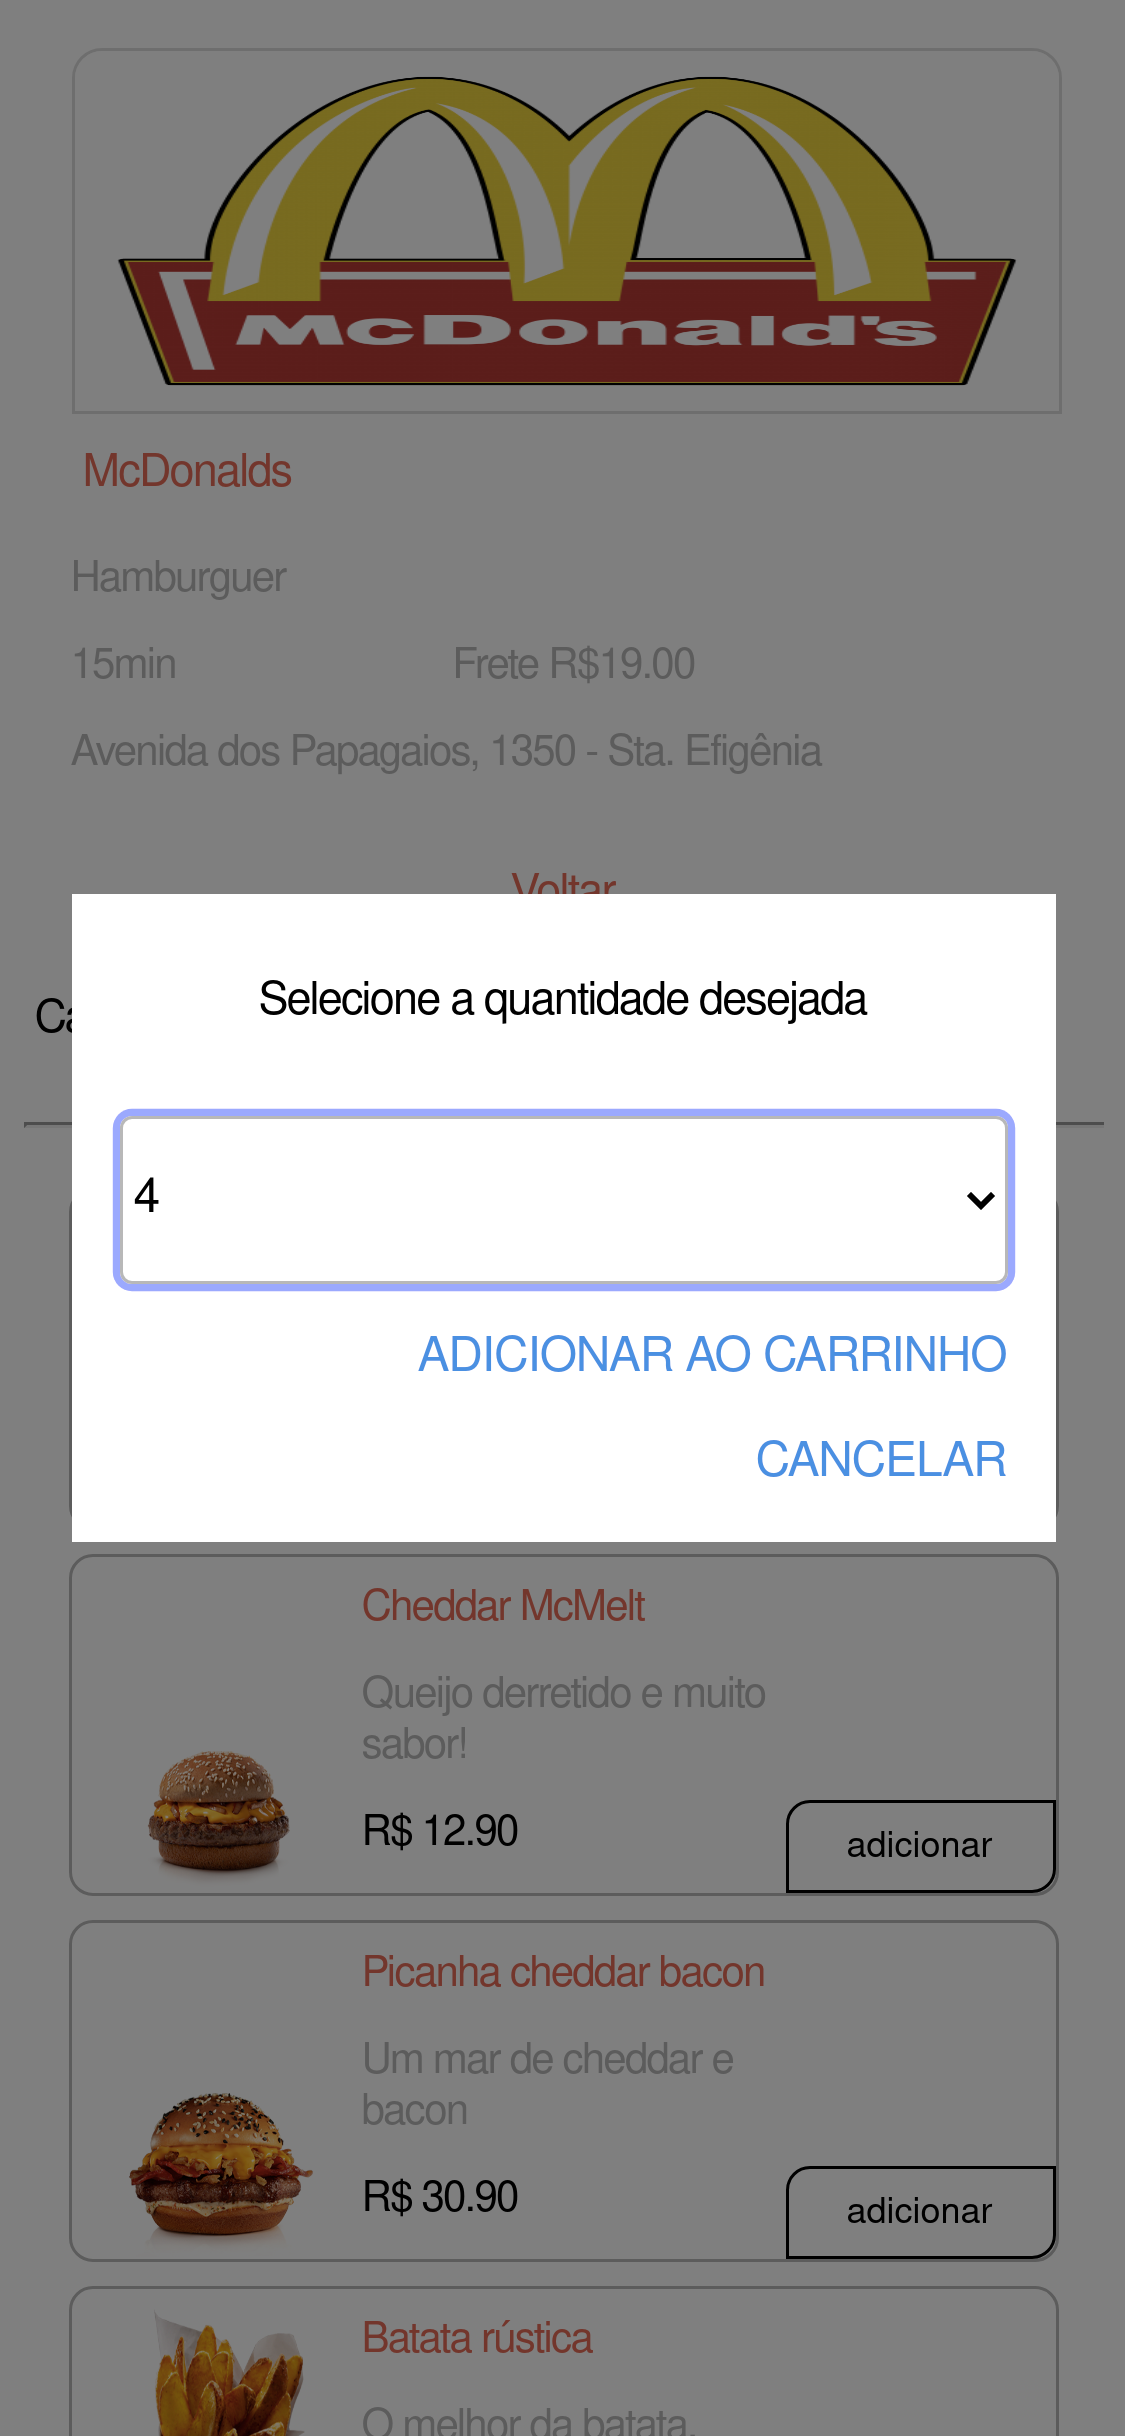 McDonald's
McDonalds
Hamburguer
15min Frete R$19.00
Avenida dos Papagaios, 1350 - Sta. Efigênia
Voltar
Selecione a quantidade desejada
4
ADICIONAR AO CARRINHO
CANCELAR
Cheddar McMelt
Queijo derretido e muito
sabor!
R$ 12.90
adicionar
Picanha cheddar bacon
Um mar de cheddar e
bacon
R$ 30.90
adicionar
Batata rústica
O melhor da batata,